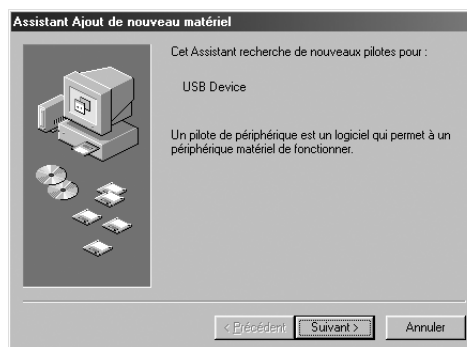 Assistant Ajout de nouveau matériel
Cet Assistant recherche de nouveaux pilotes pour :
USB Device
Un pilote de périphérique est un logiciel qui permet à un
périphérique matériel de fonctionner.
< Précédent Suivant > Annuler